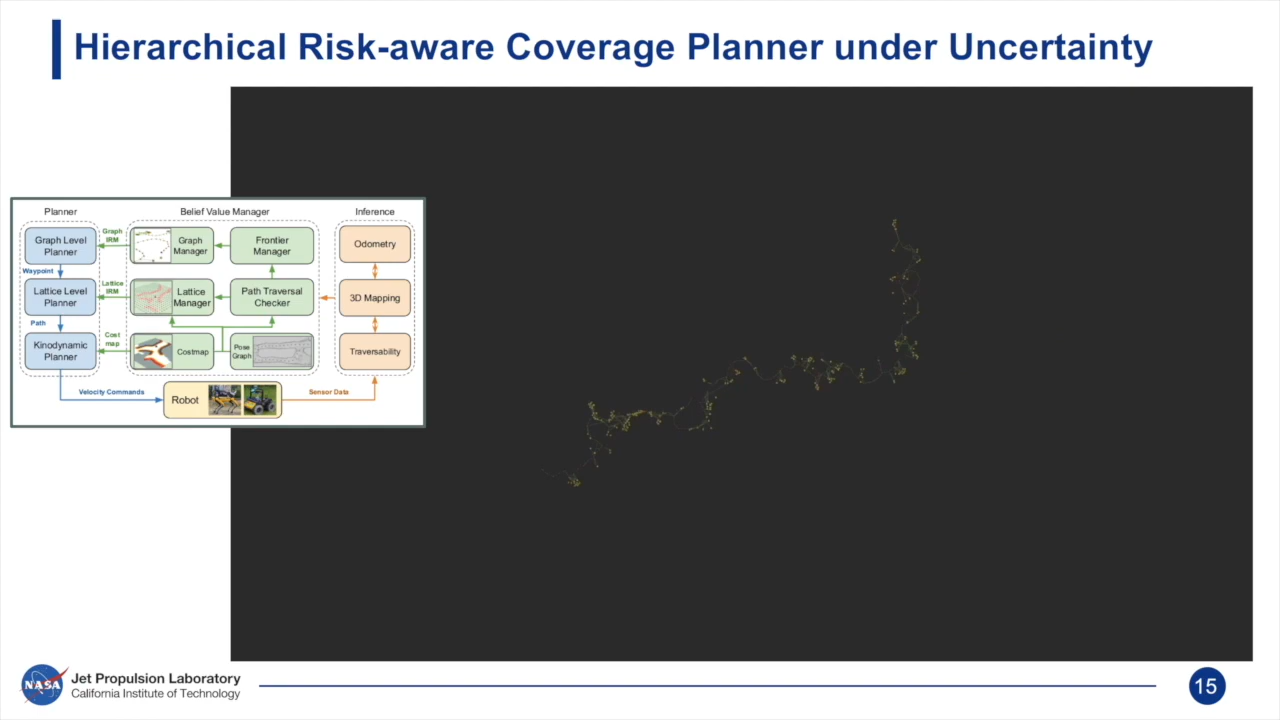 Hierarchical Risk-aware Coverage Planner under Uncertainty
Planner
Belief Value Manager
Inference
Graph Level
Planner
Graph
IRM
Graph
Manager
Frontier
Manager
Odometry
Waypoint
Lattice Level
Planner
Lattice
IRM
Lattice
Manager
Path Traversal
Checker
3D Mapping
Path
Kinodynamic
Planner
Cost
map
Costmap
Pose
Graph
Traversability
Velocity Commands
Robot
Sensor Data
NASA
Jet Propulsion Laboratory
California Institute of Technology
15